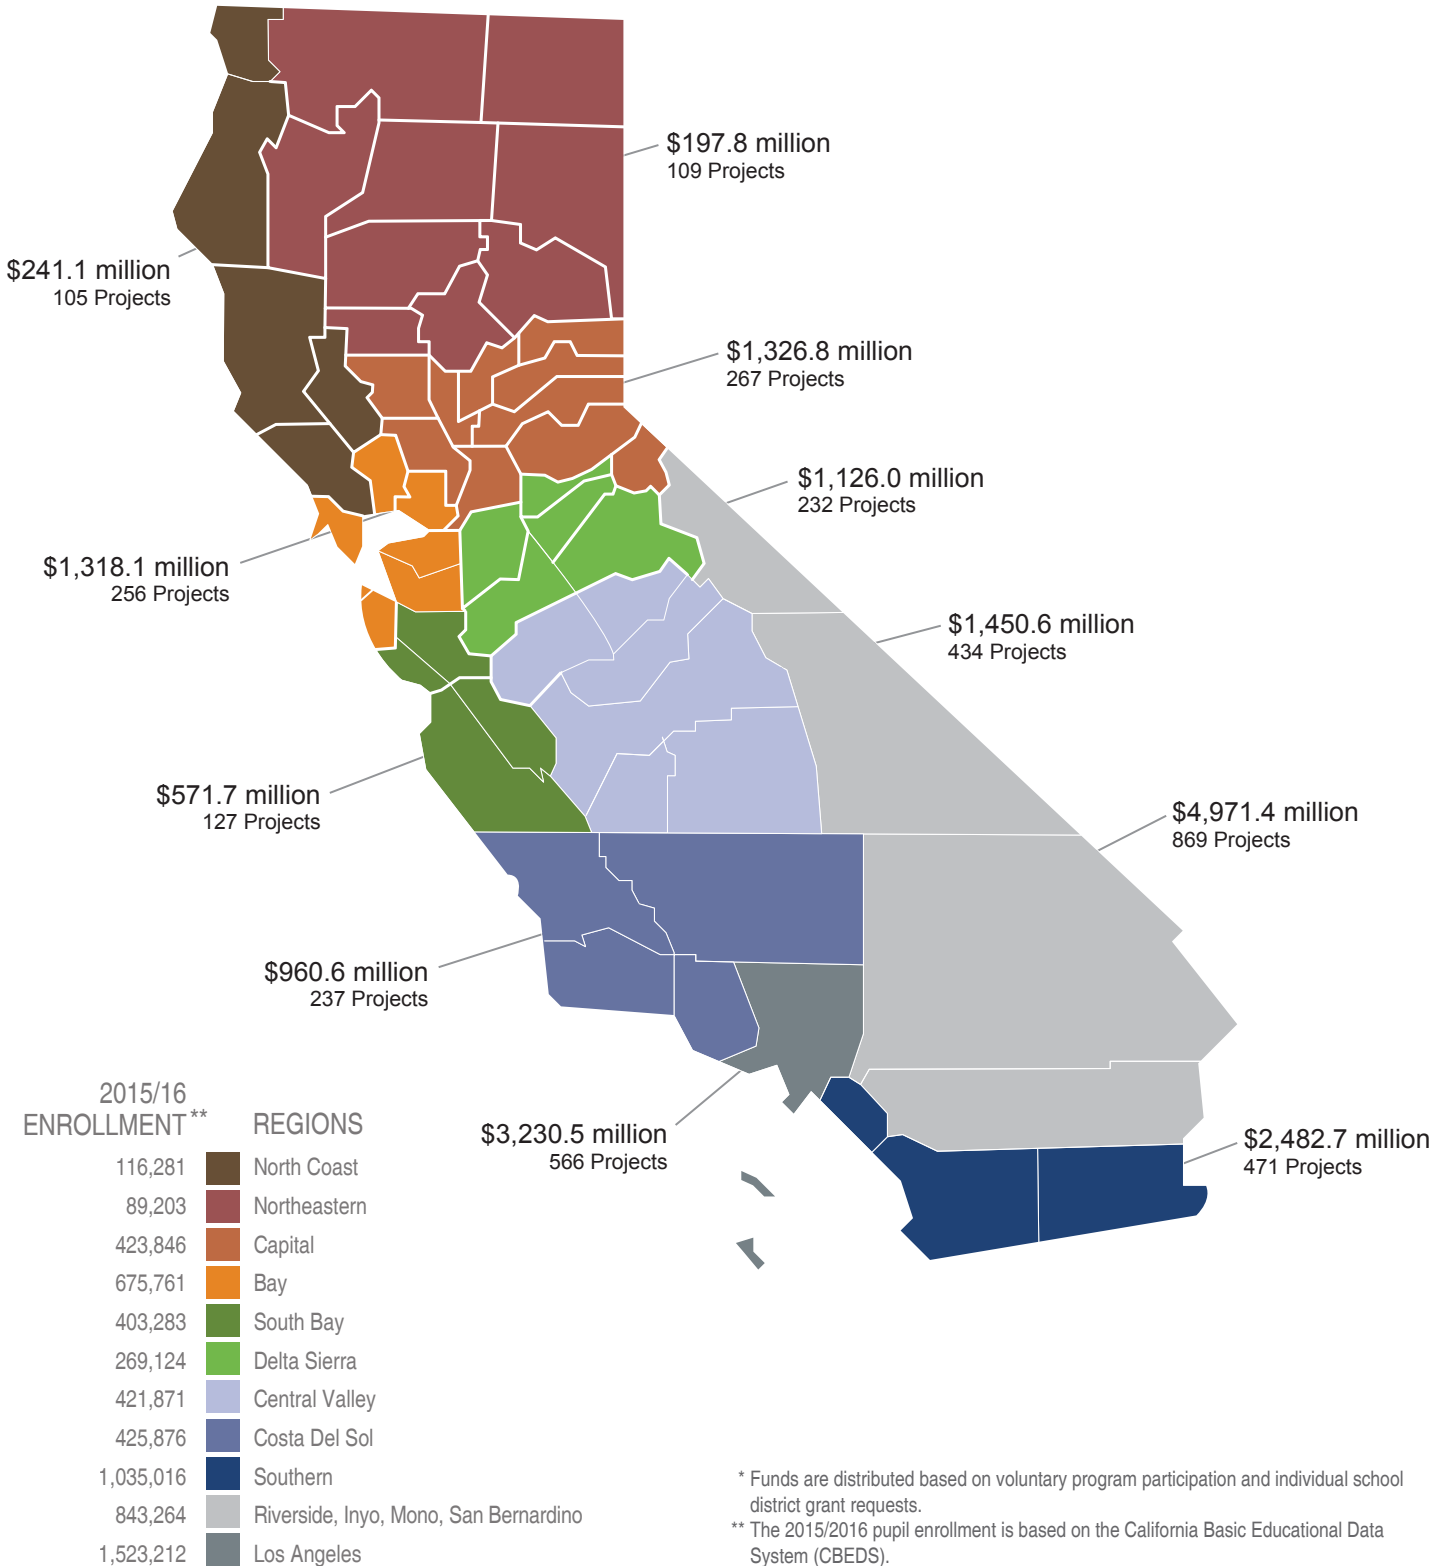 $197.8 million
109 Projects
$241.1 million
105 Projects
$1,326.8 million
267 Projects
$1,126.0 million
232 Projects
$1,318.1 million
256 Projects
$1,450.6 million
434 Projects
$571.7 million
127 Projects
$4,971.4 million
869 Projects
$960.6 million
237 Projects
$3,230.5 million
566 Projects
$2,482.7 million
471 Projects
2015/16
ENROLLMENT** REGIONS
116,281 North Coast
89,203 Northeastern
423,846 Capital
675,761 Bay
403,283 South Bay
269,124 Delta Sierra
421,871 Central Valley
425,876 Costa Del Sol
1,035,016 Southern
843,264 Riverside, Inyo, Mono, San Bernardino
1,523,212 Los Angeles
* Funds are distributed based on voluntary program participation and individual school
district grant requests.
** The 2015/2016 pupil enrollment is based on the California Basic Educational Data
System (CBEDS).